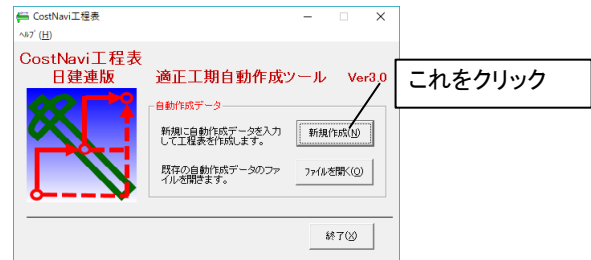 CostNavi工程表
ヘルプ(H)
CostNavi工程表
日建連版
適正工期自動作成ツール Ver3.0
これをクリック
自動作成データ
新規に自動作成データを入力
して工程表を作成します。
新規作成(N)
既存の自動作成データのファ
イルを開きます。
ファイルを開く(O)
終了(X)